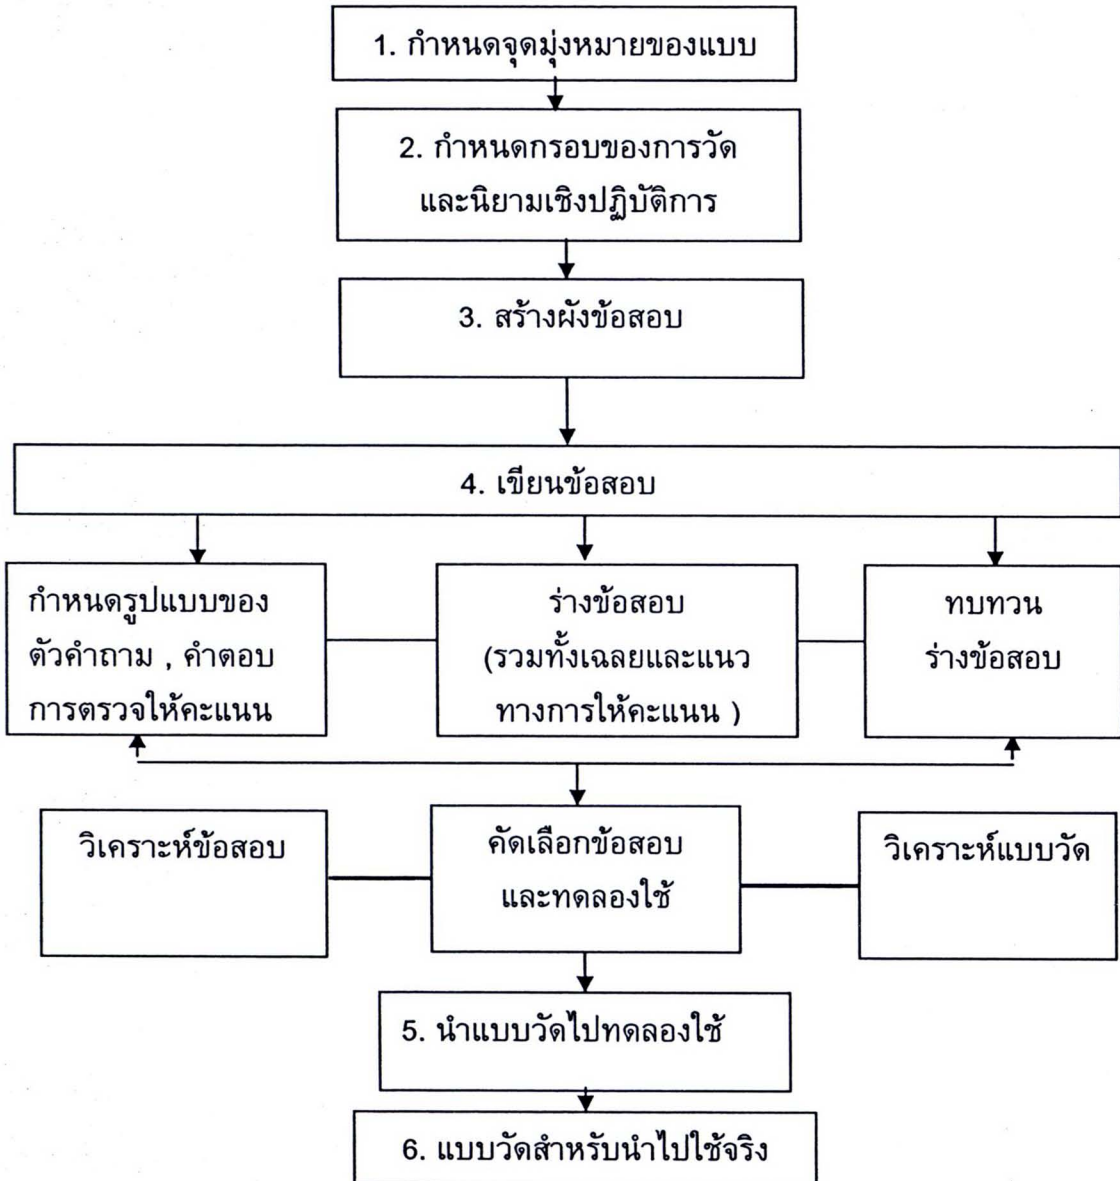 1. กำหนดจุดมุ่งหมายของแบบ
2. กำหนดกรอบของการวัด
และนิยามเชิงปฏิบัติการ
3. สร้างผังข้อสอบ
4. เขียนข้อสอบ
กำหนดรูปแบบของ
ตัวคำถาม , คำตอบ
การตรวจให้คะแนน
ร่างข้อสอบ
(รวมทั้งเฉลยและแนว
ทางการให้คะแนน )
ทบทวน
ร่างข้อสอบ
วิเคราะห์ข้อสอบ
คัดเลือกข้อสอบ
และทดลองใช้
วิเคราะห์แบบวัด
5. นำแบบวัดไปทดลองใช้
6. แบบวัดสำหรับนำไปใช้จริง